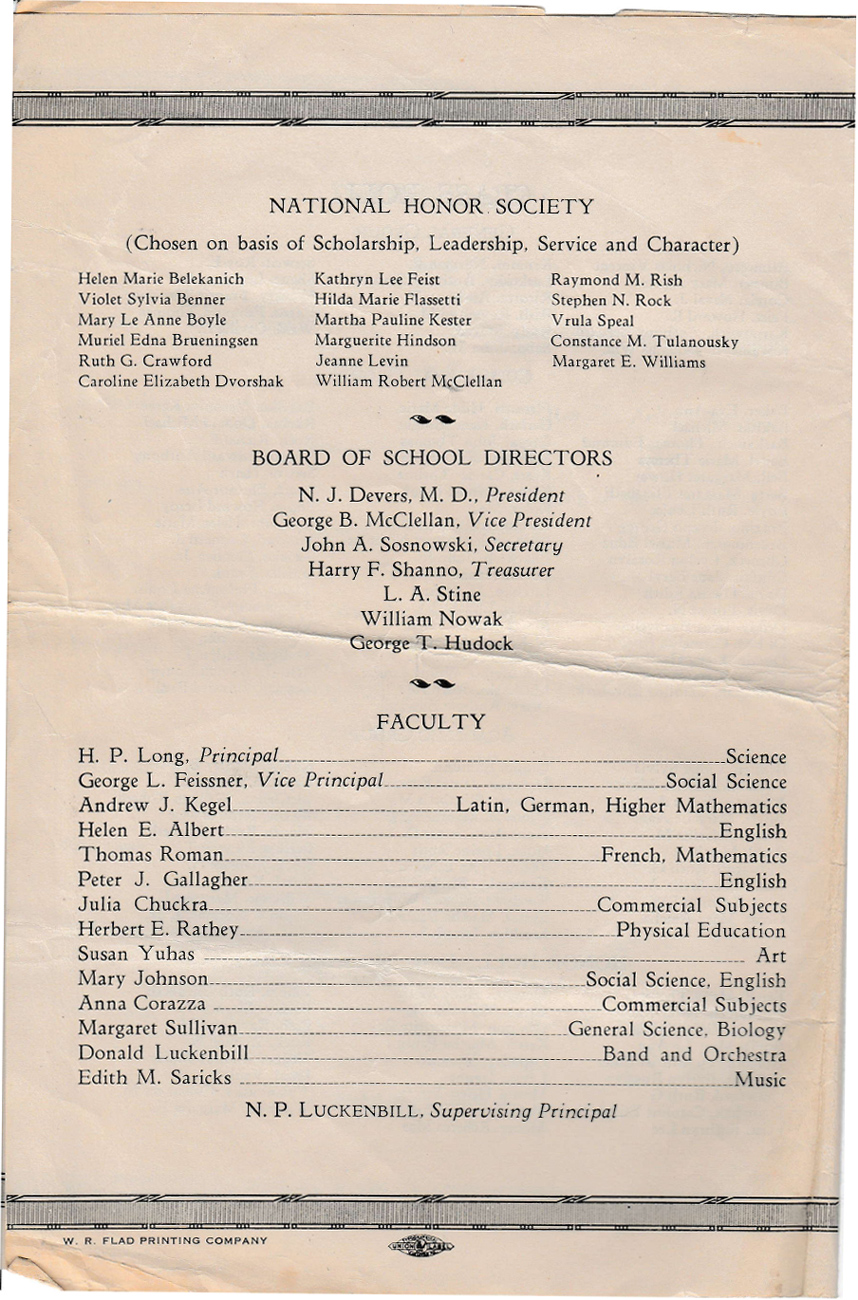 NATIONAL HONOR SOCIETY
(Chosen on basis of Scholarship, Leadership, Service and Character)
Helen Marie Belekanich
Violet Sylvia Benner
Mary Le Anne Boyle
Muriel Edna Brueningsen
Ruth G. Crawford
Caroline Elizabeth Dvorshak
Kathryn Lee Feist
Hilda Marie Flassetti
Martha Pauline Kester
Marguerite Hindson
Jeanne Levin
William Robert McClellan
Raymond M. Rish
Stephen N. Rock
Vrula Speal
Constance M. Tulanousky
Margaret E. Williams
BOARD OF SCHOOL DIRECTORS
N. J. Devers, M. D., President
George B. McClellan, Vice President
John A. Sosnowski, Secretary
Harry F. Shanno, Treasurer
L. A. Stine
William Nowak
George T. Hudock
FACULTY
H. P. Long, Principal Science
George L. Feissner, Vice Principal Social Science
Andrew J. Kegel Latin, German, Higher Mathematics
Helen E. Albert English
Thomas Roman French, Mathematics
Peter J. Gallagher English
Julia Chuckra Commercial Subjects
Herbert E. Rathey Physical Education
Susan Yuhas Art
Mary Johnson Social Science, English
Anna Corazza Commercial Subjects
Margaret Sullivan General Science, Biology
Donald Luckenbill Band and Orchestra
Edith M. Saricks Music
N. P. LUCKENBILL, Supervising Principal
W. R. FLAD PRINTING COMPANY
UNION LABEL